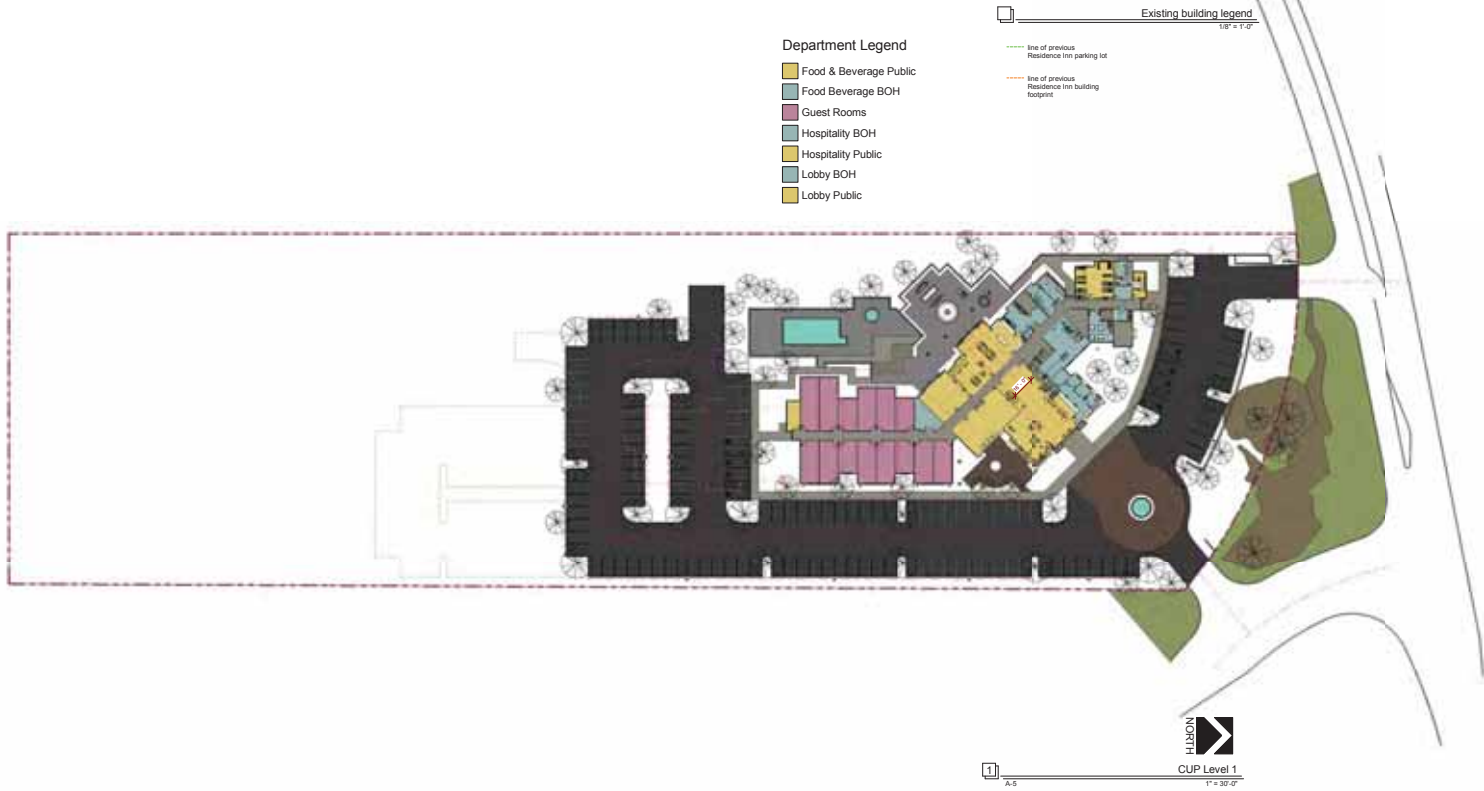 Existing building legend
1/8" = 1'-0"
Department Legend
Food & Beverage Public
Food Beverage BOH
Guest Rooms
Hospitality BOH
Hospitality Public
Lobby BOH
Lobby Public
line of previous
Residence Inn parking lot
line of previous
Residence Inn building
footprint
NORTH
1
CUP Level 1
A-5
1" = 30'-0"